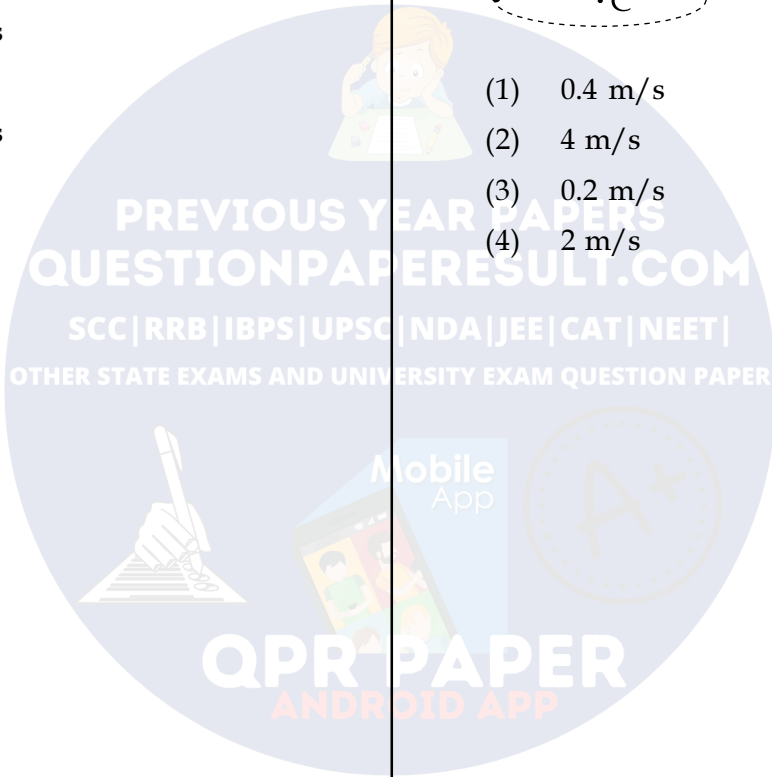 s
s
C
(1) 0.4 m/s
(2) 4 m/s
(3) 0.2 m/s
(4) 2 m/s
PREVIOUS YEAR PAPERS
QUESTIONPAPERESULT.COM
SCC|RRB|IBPS|UPSC|NDA|JEE|CAT|NEET|
OTHER STATE EXAMS AND UNIVERSITY EXAM QUESTION PAPER
Mobile
App
A+
QPR PAPER
ANDROID APP